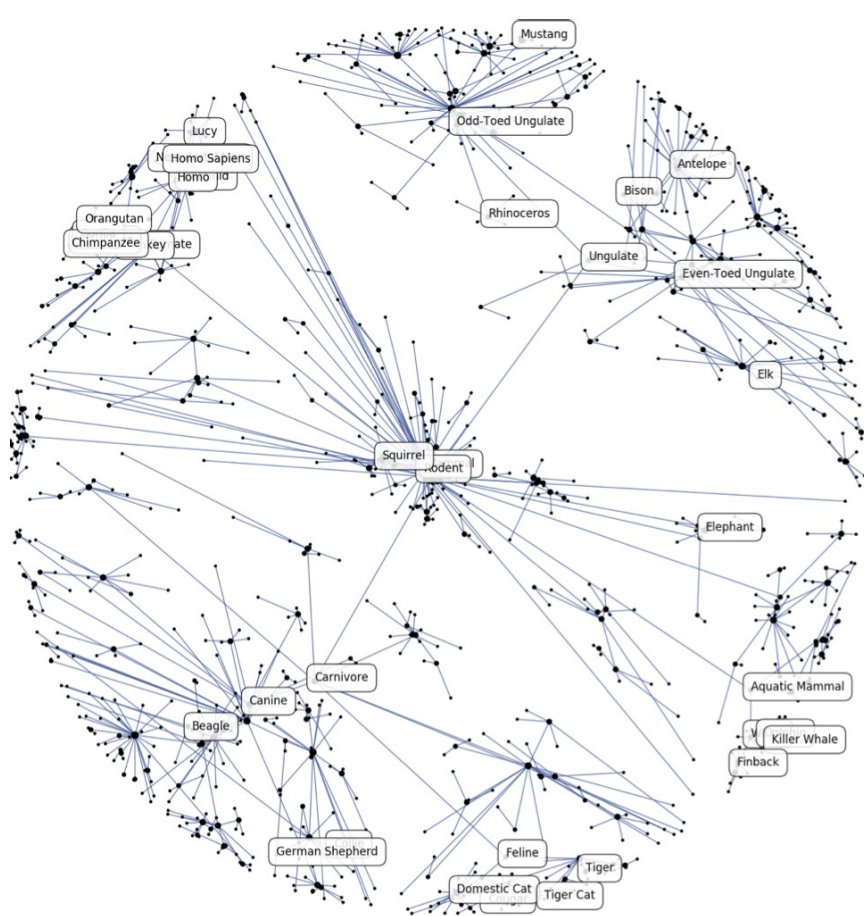 Mustang
Odd-Toed Ungulate
Lucy
Homo Sapiens
Homo
Antelope
Bison
Rhinoceros
Orangutan
Chimpanzee
Ungulate
Even-Toed Ungulate
Elk
Squirrel
Rodent
Elephant
Carnivore
Canine
Beagle
Aquatic Mammal
Killer Whale
Finback
German Shepherd
Feline
Tiger
Domestic Cat
Tiger Cat
Cougar